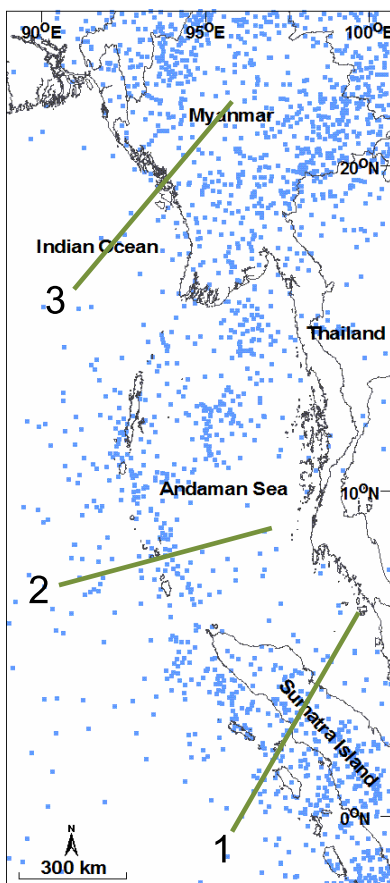 90°E 95°E 100°E
Myanmar
20°N
Indian Ocean
3
Thailand
10°N
Andaman Sea
2
Sumatra Island
0°N
N
1
300 km